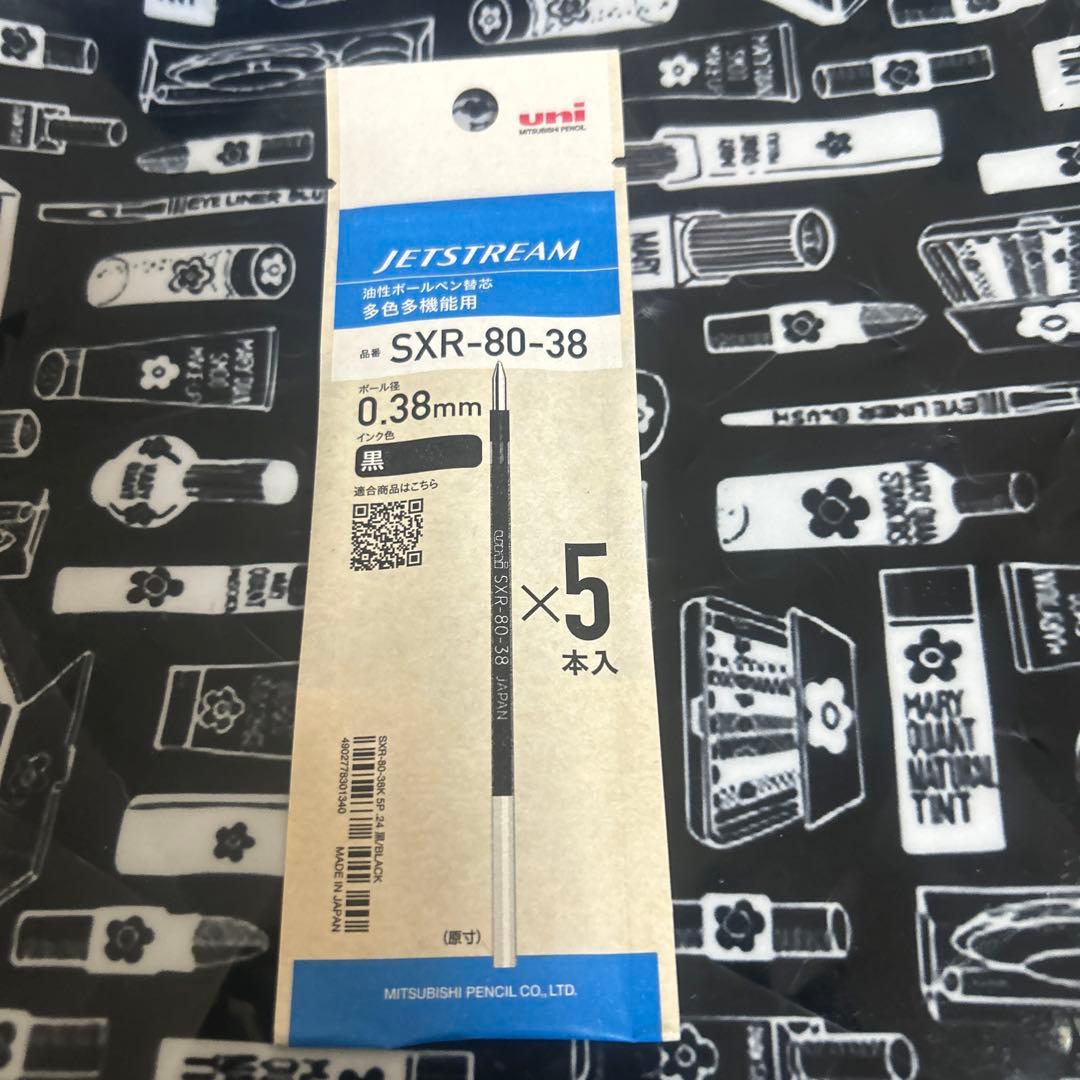 uni
MITSUBISHI PENCIL
JETSTREAM
油性ボールペン替芯
多色多機能用
品番 SXR-80-38
ボール径
0.38mm
インク色
黒
適合商品はこちら
uni SXR-80-38 JAPAN
×5
本入
SXR-80-38K 5P .24 黒/BLACK
4902778301340
MADE IN JAPAN
(原寸)
MITSUBISHI PENCIL CO., LTD.
EYE LINER BLU
EYE LINER BLUSH
MARY
MARY
QUANT
NATURAL
TINT